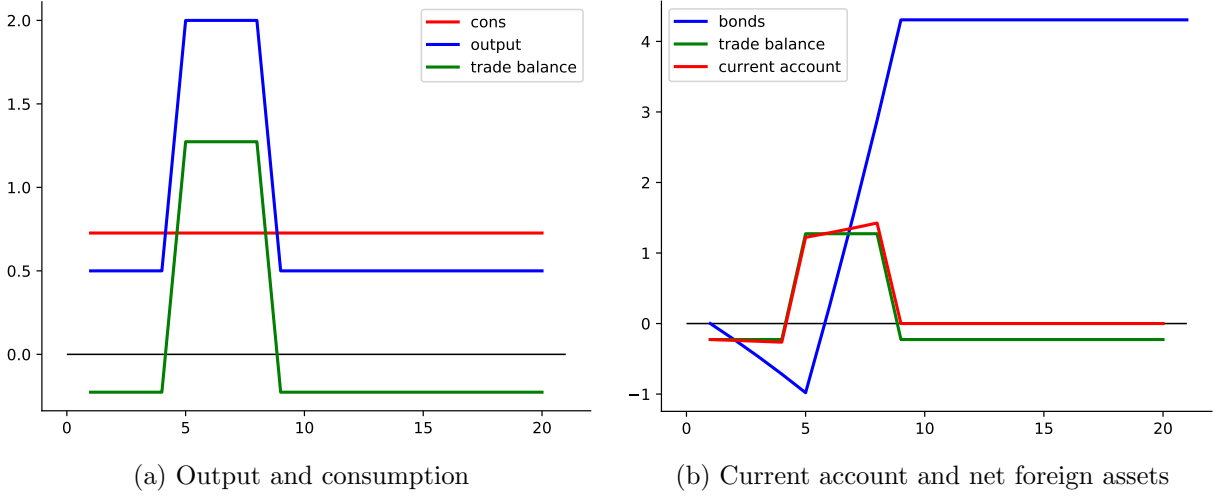 2.0
1.5
1.0
0.5
0.0
0 5 10 15 20
cons
output
trade balance
(a) Output and consumption
4
3
2
1
0
−1
0 5 10 15 20
bonds
trade balance
current account
(b) Current account and net foreign assets